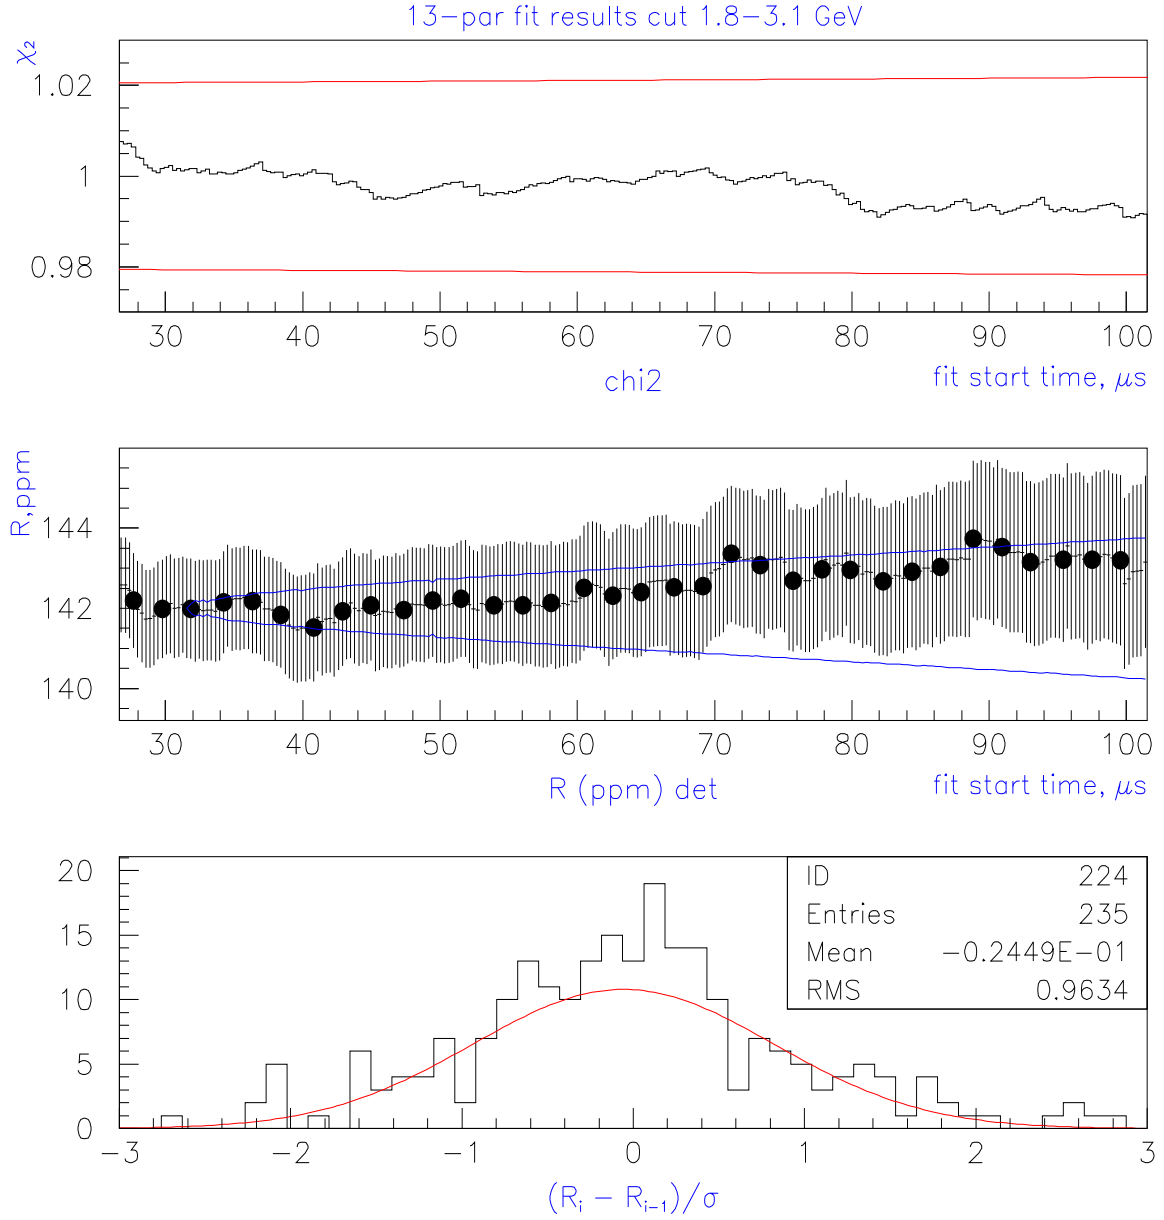 13-par fit results cut 1.8-3.1 GeV
χ2
1.02
1
0.98
30 40 50 60 70 80 90 100
chi2
fit start time, μs
R,ppm
144
142
140
30 40 50 60 70 80 90 100
R (ppm) det
fit start time, μs
20
15
10
5
0
ID 224
Entries 235
Mean -0.2449E-01
RMS 0.9634
-3 -2 -1 0 1 2 3
(Ri - Ri-1)/σ